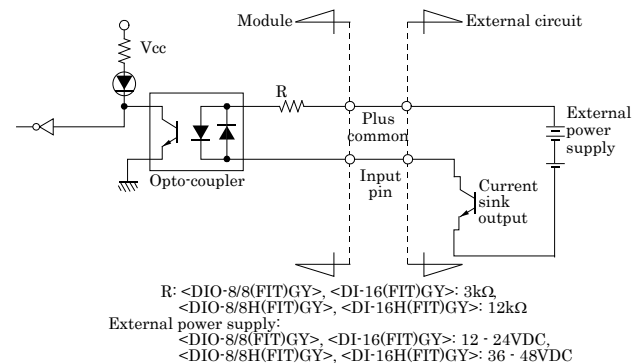 Module
External circuit
Vcc
R
Plus
common
External
power
supply
Opto-coupler
Input
pin
Current
sink
output
R: <DIO-8/8(FIT)GY>, <DI-16(FIT)GY>: 3kΩ,
<DIO-8/8H(FIT)GY>, <DI-16H(FIT)GY>: 12kΩ
External power supply:
<DIO-8/8(FIT)GY>, <DI-16(FIT)GY>: 12 - 24VDC,
<DIO-8/8H(FIT)GY>, <DI-16H(FIT)GY>: 36 - 48VDC